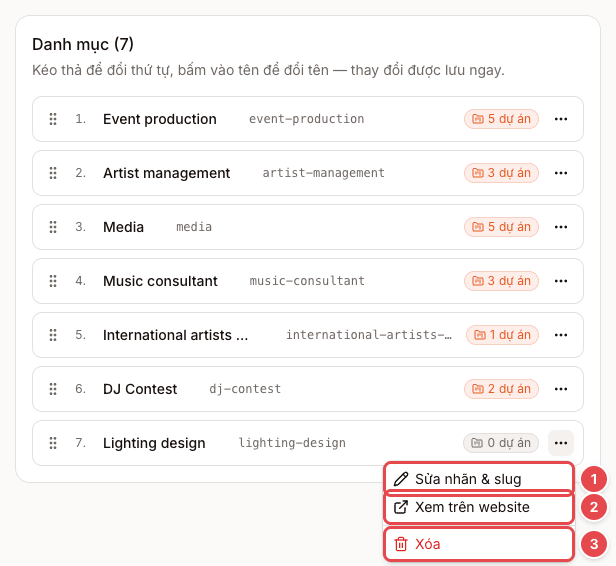 Danh mục (7)
Kéo thả để đổi thứ tự, bấm vào tên để đổi tên — thay đổi được lưu ngay.
1. Event production event-production 5 dự án
2. Artist management artist-management 3 dự án
3. Media media 5 dự án
4. Music consultant music-consultant 3 dự án
5. International artists ... international-artists-… 1 dự án
6. DJ Contest dj-contest 2 dự án
7. Lighting design lighting-design 0 dự án
Sửa nhãn & slug 1
Xem trên website 2
Xóa 3